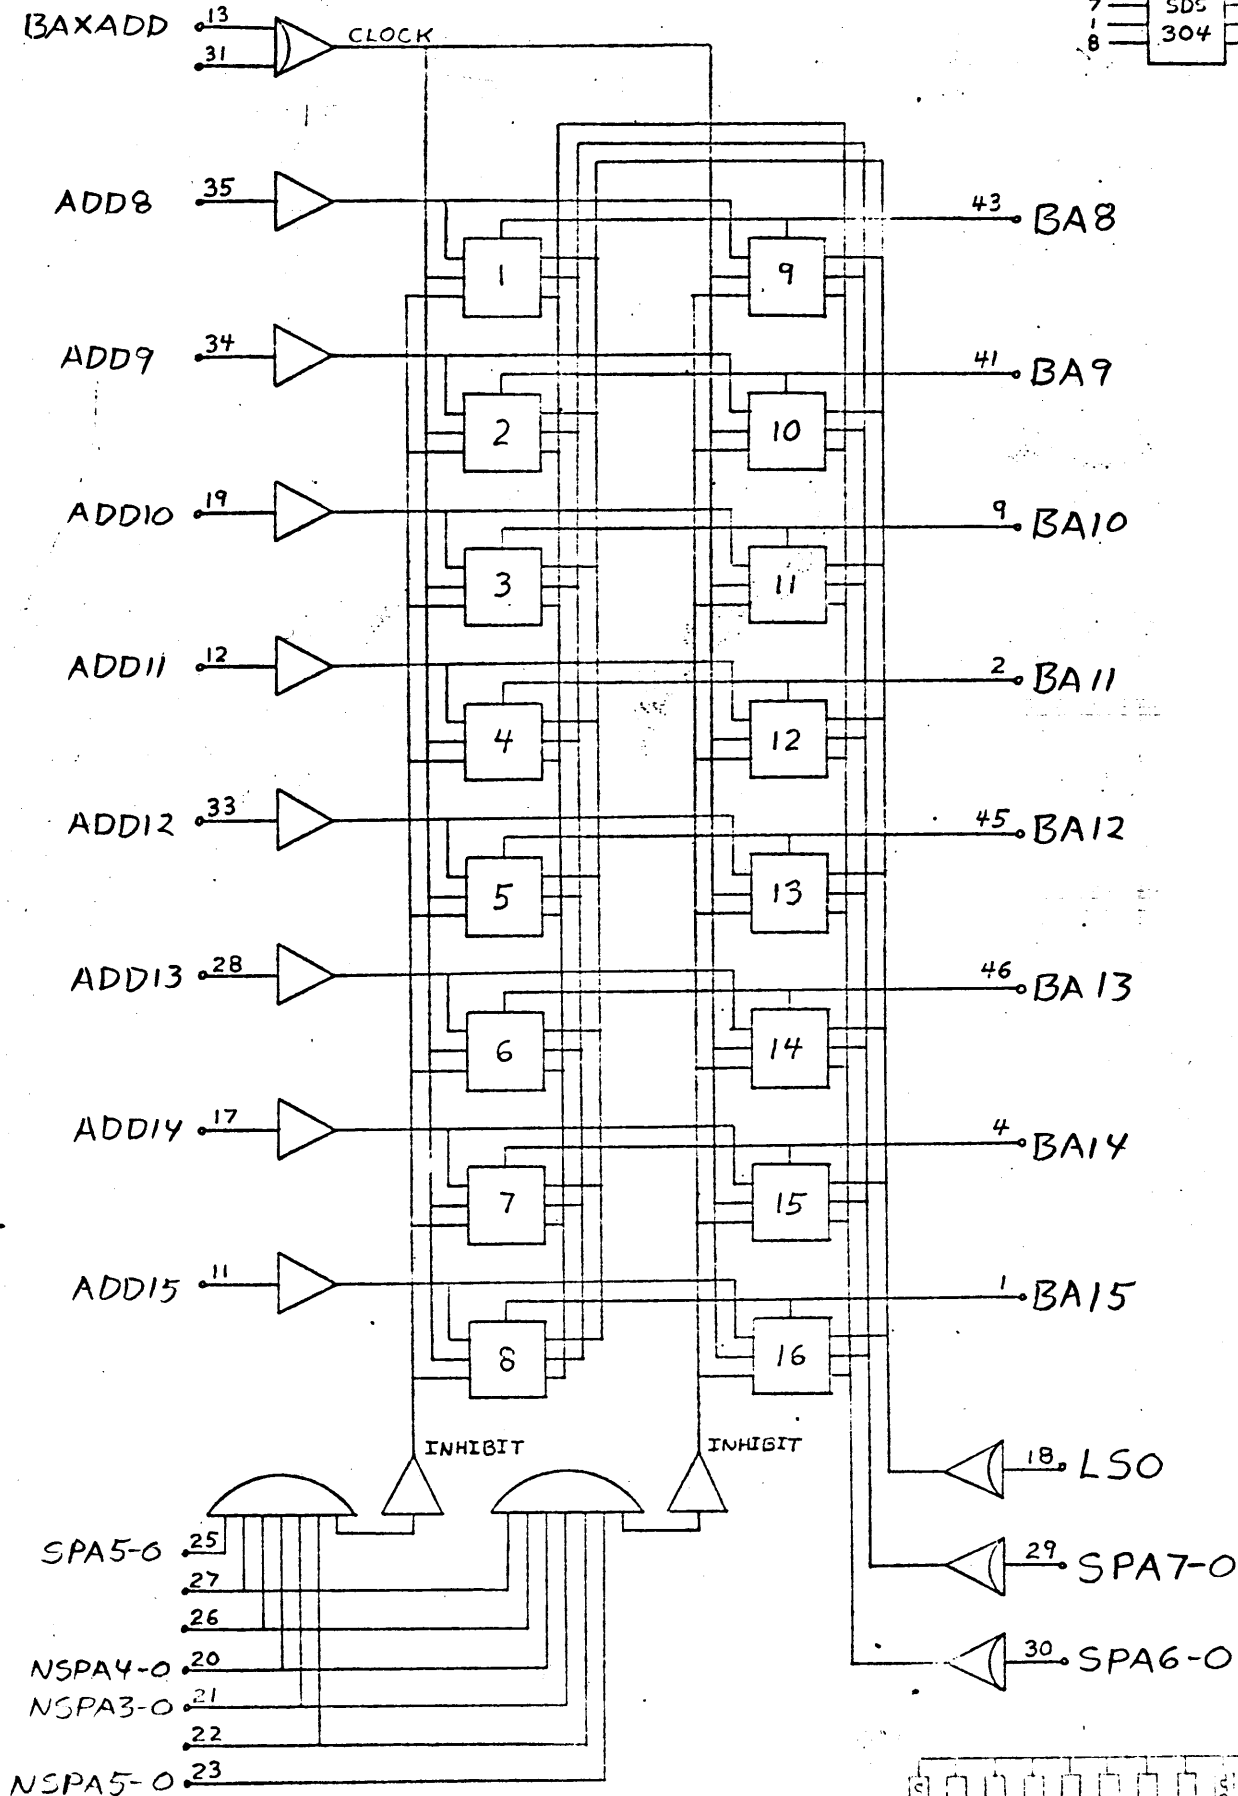 BAXADD 13
31
CLOCK
7 SDS
1 304
8
ADD8 35
43 BA8
1 9
ADD9 34
41 BA9
2 10
ADD10 19
9 BA10
3 11
ADD11 12
2 BA11
4 12
ADD12 33
45 BA12
5 13
ADD13 28
46 BA13
6 14
ADD14 17
4 BA14
7 15
ADD15 11
1 BA15
8 16
INHIBIT INHIBIT
18 LS0
SPA5-0 25
29 SPA7-0
27
26
30 SPA6-0
NSPA4-0 20
NSPA3-0 21
22
NSPA5-0 23